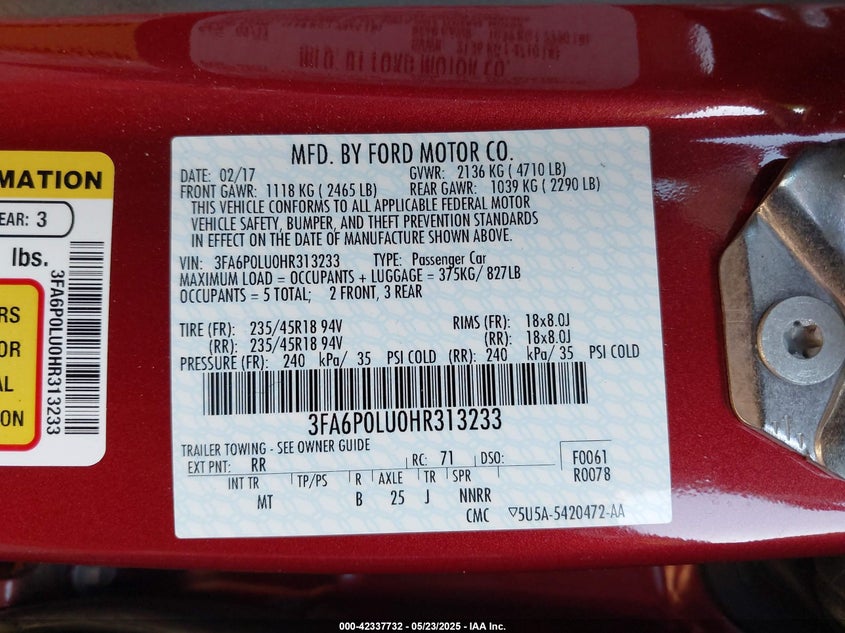 MFD. BY FORD MOTOR CO.
DATE: 02/17 GVWR: 2136 KG ( 4710 LB)
FRONT GAWR: 1118 KG ( 2465 LB) REAR GAWR: 1039 KG ( 2290 LB)
THIS VEHICLE CONFORMS TO ALL APPLICABLE FEDERAL MOTOR
VEHICLE SAFETY, BUMPER, AND THEFT PREVENTION STANDARDS
IN EFFECT ON THE DATE OF MANUFACTURE SHOWN ABOVE.
VIN: 3FA6P0LU0HR313233 TYPE: Passenger Car
MAXIMUM LOAD = OCCUPANTS + LUGGAGE = 375KG/ 827LB
OCCUPANTS = 5 TOTAL; 2 FRONT, 3 REAR
TIRE (FR): 235/45R18 94V RIMS (FR): 18x8.0J
(RR): 235/45R18 94V (RR): 18x8.0J
PRESSURE (FR): 240 kPa/ 35 PSI COLD (RR): 240 kPa/ 35 PSI COLD
3FA6P0LU0HR313233
TRAILER TOWING - SEE OWNER GUIDE
EXT PNT: RR RC: 71 DSO: F0061
R0078
INT TR TP/PS R AXLE TR SPR
MT B 25 J NNRR
CMC ▽5U5A-5420472-AA
MATION
EAR: 3
lbs.
RS
OR
AL
ION
3FA6P0LU0HR313233
000-42337732 — 05/23/2025 — IAA Inc.